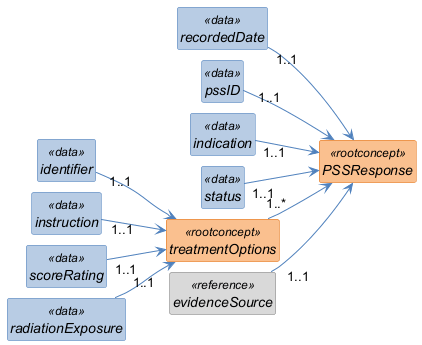 «data»
recordedDate
1..1
«data»
pssID
1..1
«data»
indication
1..1
«rootconcept»
PSSResponse
«data»
identifier
1..1
«data»
status
1..1
1..*
«data»
instruction
1..1
«rootconcept»
treatmentOptions
«data»
scoreRating
1..1
«reference»
evidenceSource
1..1
«data»
radiationExposure
1..1